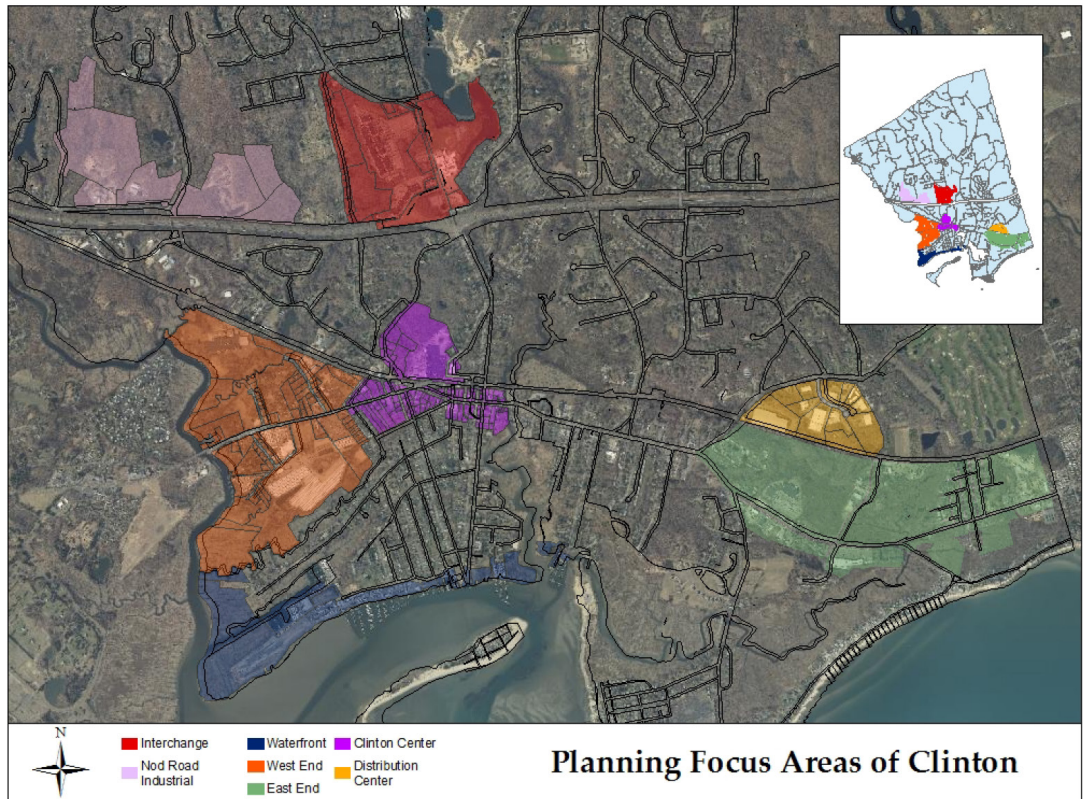 N
Interchange
Nod Road
Industrial
Waterfront
West End
East End
Clinton Center
Distribution
Center
Planning Focus Areas of Clinton